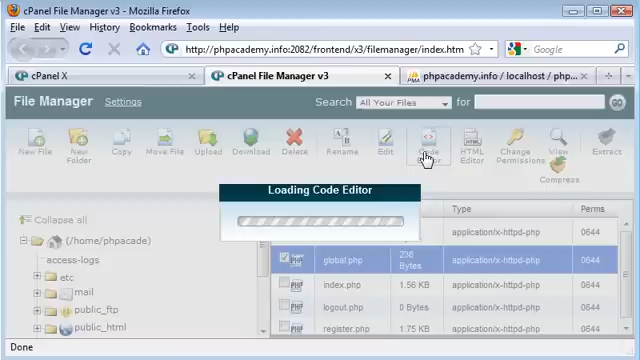 cPanel File Manager v3 - Mozilla Firefox
File Edit View History Bookmarks Tools Help
http://phpacademy.info:2082/frontend/x3/filemanager/index.htm
Google
cPanel X
cPanel File Manager v3
phpacademy.info / localhost / php...
File Manager Settings Search All Your Files for GO
New File New Folder Copy Move File Upload Download Delete Rename Edit Code Editor HTML Editor Change Permissions View Extract
Compress
Loading Code Editor
Collapse all
(/home/phpacade)
access-logs
etc
mail
public_ftp
public_html
Type Perms
application/x-httpd-php 0644
global.php 236 Bytes application/x-httpd-php 0644
index.php 1.56 KB application/x-httpd-php 0644
logout.php 0 Bytes application/x-httpd-php 0644
register.php 1.75 KB application/x-httpd-php 0644
Done